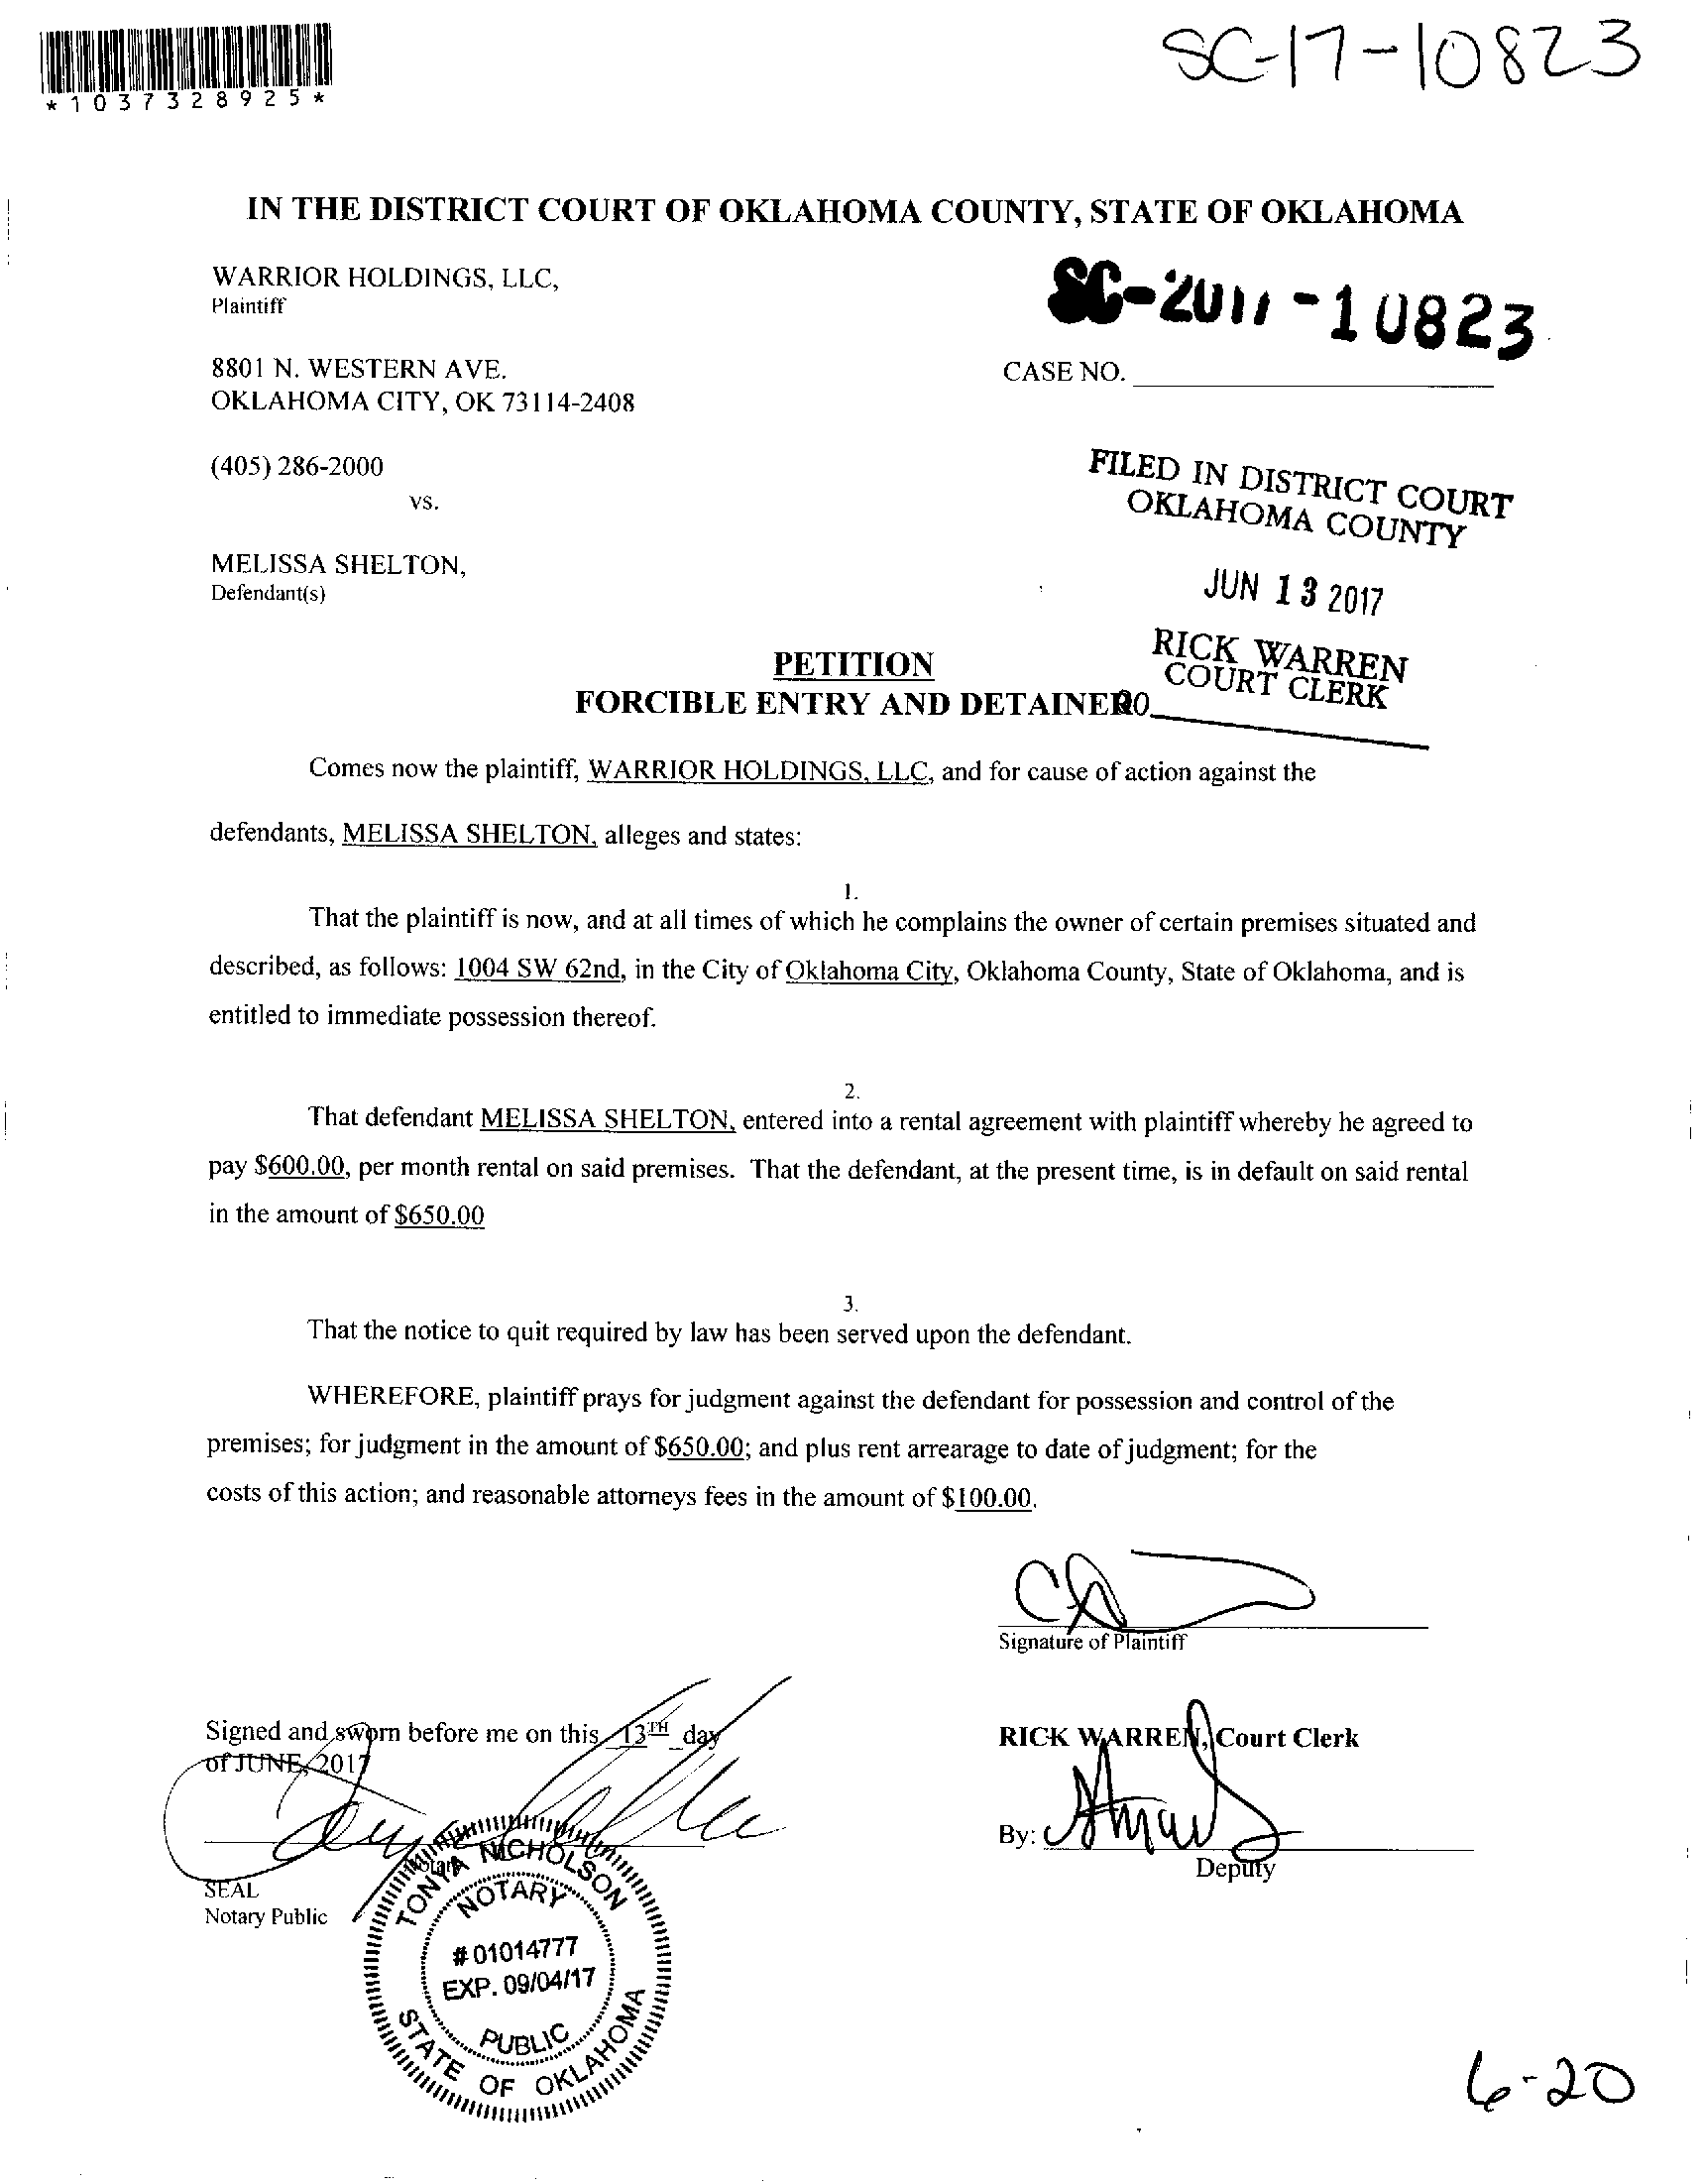 *1037328925*
SC-17-10823
IN THE DISTRICT COURT OF OKLAHOMA COUNTY, STATE OF OKLAHOMA
WARRIOR HOLDINGS, LLC,
Plaintiff
SC-2017-10823
8801 N. WESTERN AVE.
OKLAHOMA CITY, OK 73114-2408
CASE NO.
(405) 286-2000
vs.
FILED IN DISTRICT COURT
OKLAHOMA COUNTY
MELISSA SHELTON,
Defendant(s)
JUN 13 2017
RICK WARREN
COURT CLERK
PETITION
FORCIBLE ENTRY AND DETAINER
Comes now the plaintiff, WARRIOR HOLDINGS, LLC, and for cause of action against the
defendants, MELISSA SHELTON, alleges and states:
1.
That the plaintiff is now, and at all times of which he complains the owner of certain premises situated and
described, as follows: 1004 SW 62nd, in the City of Oklahoma City, Oklahoma County, State of Oklahoma, and is
entitled to immediate possession thereof.
2.
That defendant MELISSA SHELTON, entered into a rental agreement with plaintiff whereby he agreed to
pay $600.00, per month rental on said premises. That the defendant, at the present time, is in default on said rental
in the amount of $650.00
3.
That the notice to quit required by law has been served upon the defendant.
WHEREFORE, plaintiff prays for judgment against the defendant for possession and control of the
premises; for judgment in the amount of $650.00; and plus rent arrearage to date of judgment; for the
costs of this action; and reasonable attorneys fees in the amount of $100.00.
Signature of Plaintiff
Signed and sworn before me on this 13TH day
of JUNE, 2017
RICK WARREN, Court Clerk
By:
Deputy
Notary
SEAL
Notary Public
TONYA NICHOLSON
NOTARY
#01014777
EXP. 09/04/17
PUBLIC
STATE OF OKLAHOMA
6-20